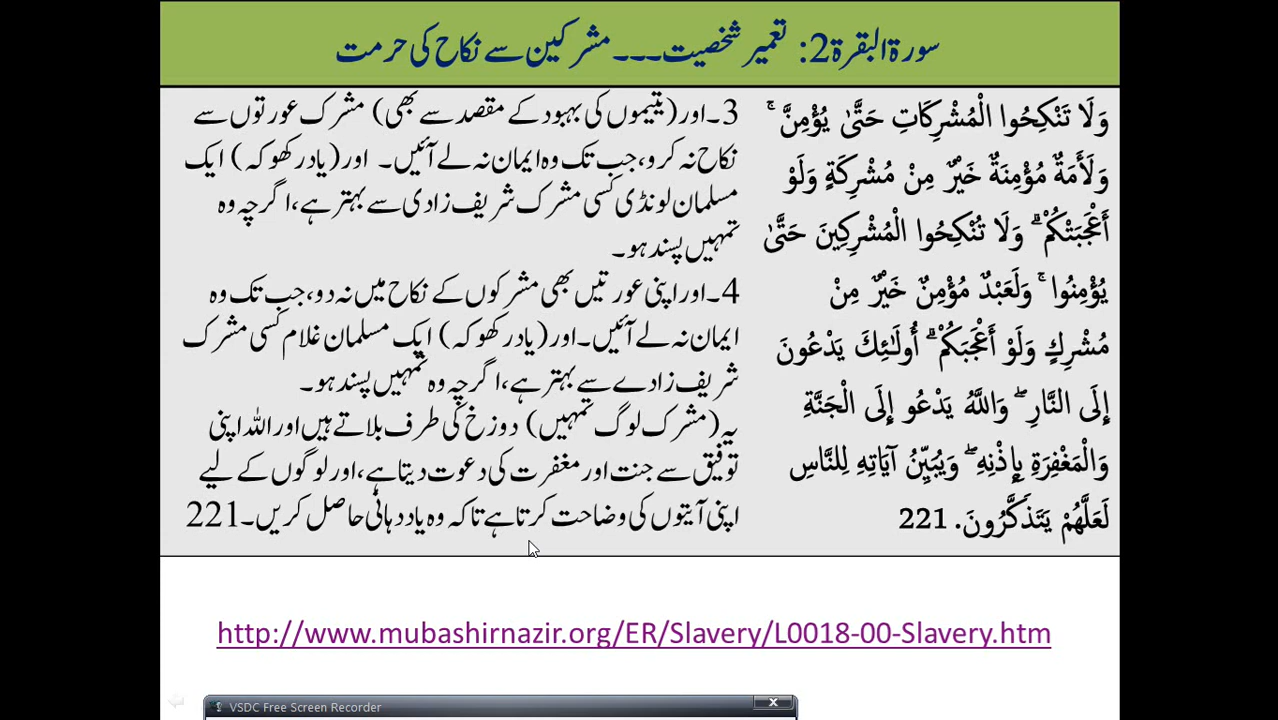 سورۃ البقرۃ 2: تعمیر شخصیت۔۔۔مشرکین سے نکاح کی حرمت
وَلَا تَنْكِحُوا الْمُشْرِكَاتِ حَتَّىٰ يُؤْمِنَّ ۚ
وَلَأَمَةٌ مُؤْمِنَةٌ خَيْرٌ مِنْ مُشْرِكَةٍ وَلَوْ
أَعْجَبَتْكُمْ ۗ وَلَا تُنْكِحُوا الْمُشْرِكِينَ حَتَّىٰ
يُؤْمِنُوا ۚ وَلَعَبْدٌ مُؤْمِنٌ خَيْرٌ مِنْ
مُشْرِكٍ وَلَوْ أَعْجَبَكُمْ ۗ أُولَـٰئِكَ يَدْعُونَ
إِلَى النَّارِ ۖ وَاللَّهُ يَدْعُو إِلَى الْجَنَّةِ
وَالْمَغْفِرَةِ بِإِذْنِهِ ۖ وَيُبَيِّنُ آيَاتِهِ لِلنَّاسِ
لَعَلَّهُمْ يَتَذَكَّرُونَ. 221
3۔اور(یتیموں کی بہبود کے مقصد سے بھی) مشرک عورتوں سے
نکاح نہ کرو، جب تک وہ ایمان نہ لے آئیں۔ اور(یاد رکھو کہ) ایک
مسلمان لونڈی کسی مشرک شریف زادی سے بہتر ہے، اگرچہ وہ
تمہیں پسند ہو۔
4۔اور اپنی عورتیں بھی مشرکوں کے نکاح میں نہ دو، جب تک وہ
ایمان نہ لے آئیں۔اور(یاد رکھو کہ) ایک مسلمان غلام کسی مشرک
شریف زادے سے بہتر ہے، اگرچہ وہ تمہیں پسند ہو۔
یہ(مشرک لوگ تمہیں) دوزخ کی طرف بلاتے ہیں اور اللہ اپنی
توفیق سے جنت اور مغفرت کی دعوت دیتا ہے، اور لوگوں کے لیے
اپنی آیتوں کی وضاحت کرتا ہے تاکہ وہ یاددہانی حاصل کریں۔221
http://www.mubashirnazir.org/ER/Slavery/L0018-00-Slavery.htm
VSDC Free Screen Recorder